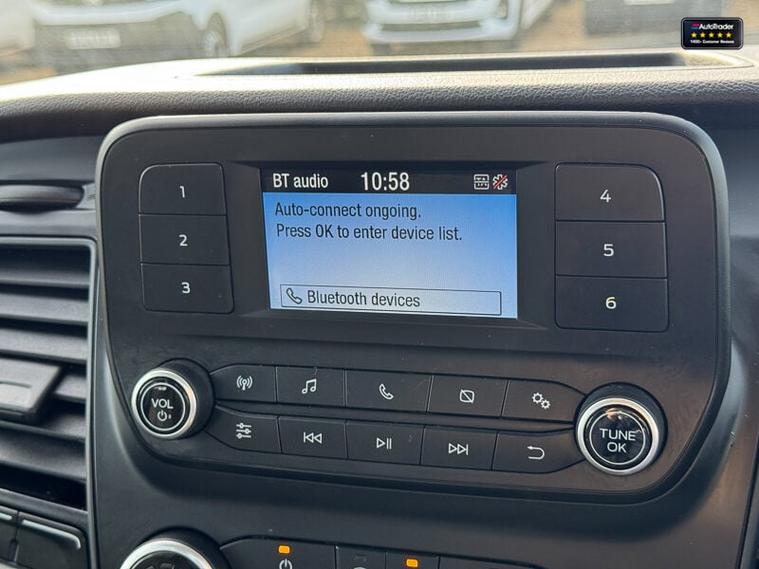 AutoTrader
BT audio 10:58
Auto-connect ongoing.
Press OK to enter device list.
Bluetooth devices
1
2
3
4
5
6
VOL
TUNE
OK